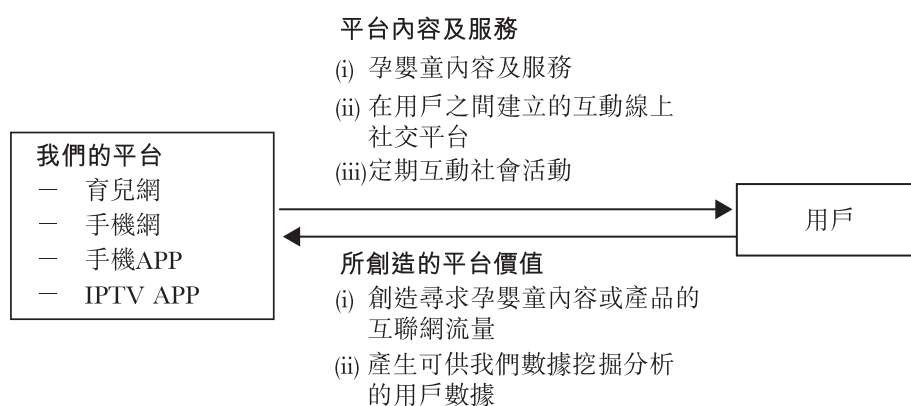 平台內容及服務
(i) 孕嬰童內容及服務
(ii) 在用戶之間建立的互動線上
社交平台
(iii)定期互動社會活動
我們的平台
— 育兒網
— 手機網
— 手機APP
— IPTV APP
用戶
所創造的平台價值
(i) 創造尋求孕嬰童內容或產品的
互聯網流量
(ii) 產生可供我們數據挖掘分析
的用戶數據